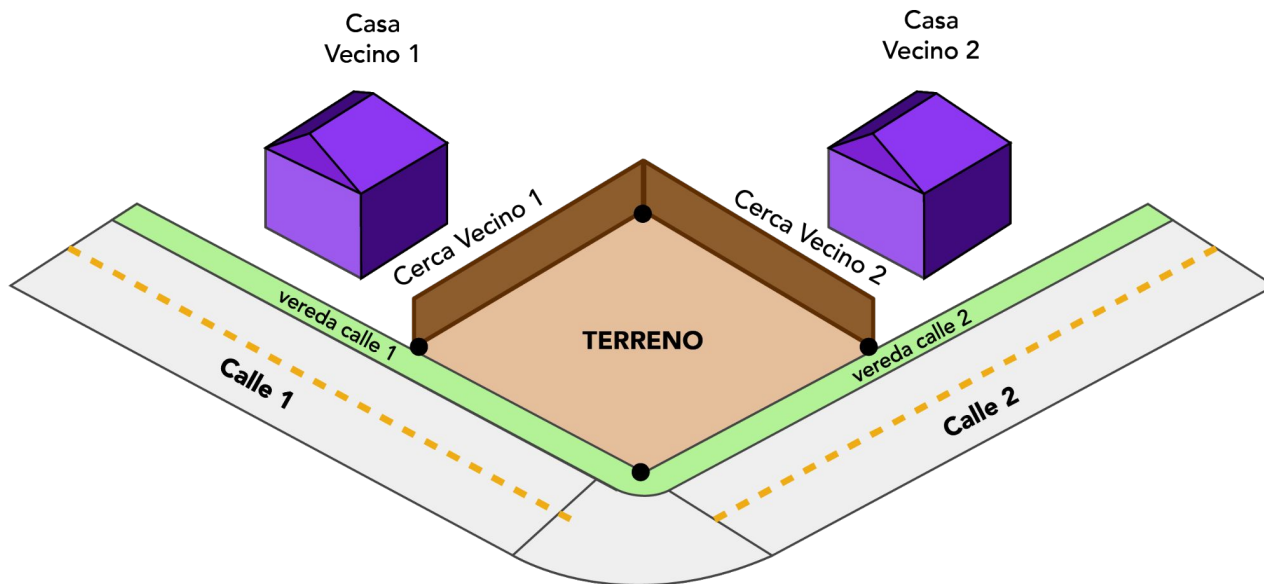 Casa
Vecino 1
Casa
Vecino 2
Cerca Vecino 1
Cerca Vecino 2
vereda calle 1
TERRENO
vereda calle 2
Calle 1
Calle 2